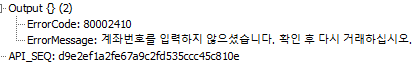 Output {} (2)
ErrorCode: 80002410
ErrorMessage: 계좌번호를 입력하지 않으셨습니다. 확인 후 다시 거래하십시오.
API_SEQ: d9e2ef1a2fe67a9c2fd535ccc45c810e